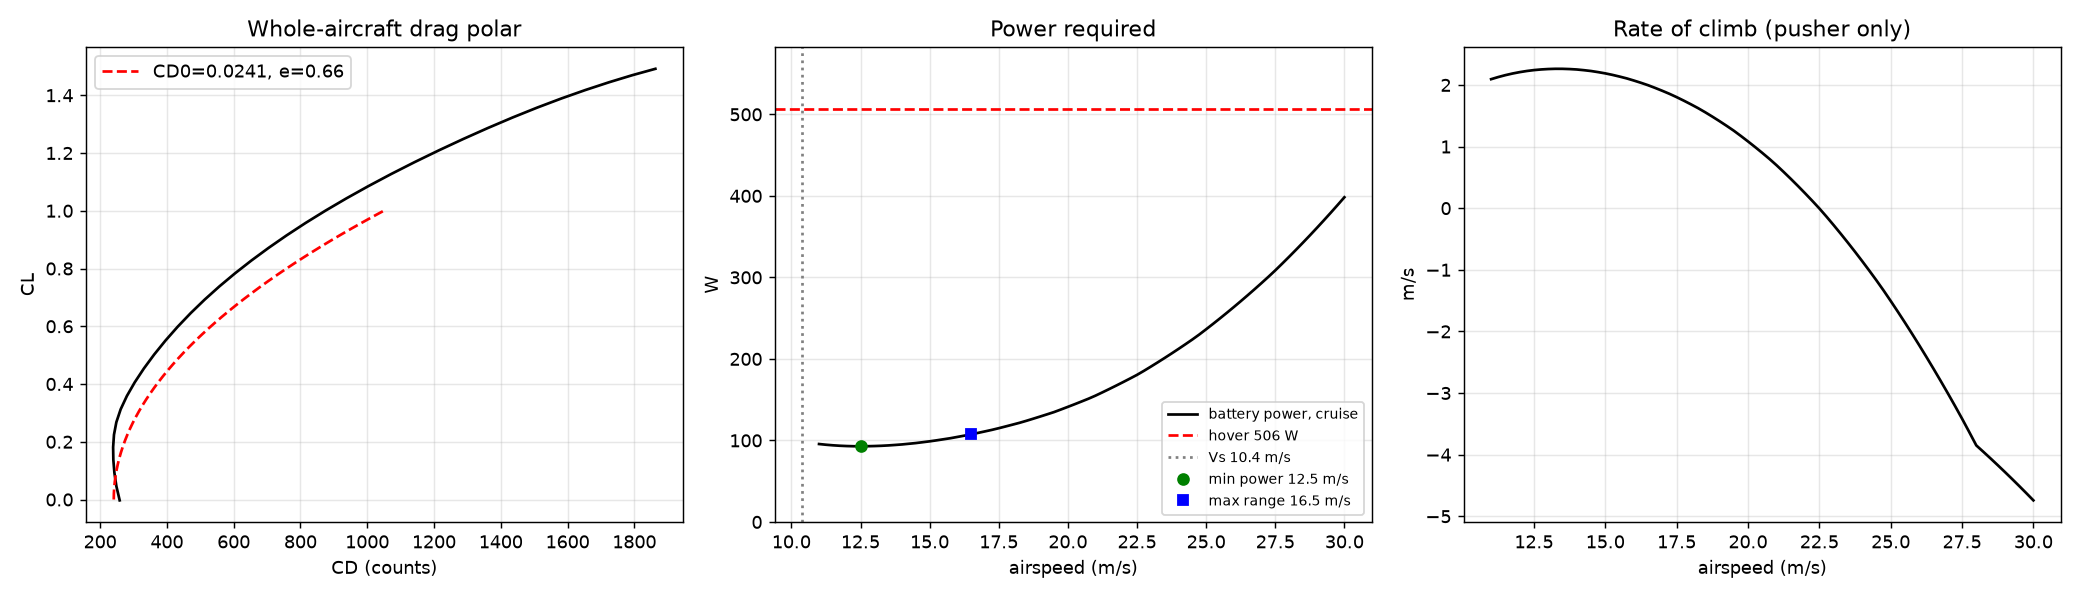 Whole-aircraft drag polar
CD0=0.0241, e=0.66
CL
1.4
1.2
1.0
0.8
0.6
0.4
0.2
0.0
200 400 600 800 1000 1200 1400 1600 1800
CD (counts)
Power required
W
500
400
300
200
100
0
battery power, cruise
hover 506 W
Vs 10.4 m/s
min power 12.5 m/s
max range 16.5 m/s
10.0 12.5 15.0 17.5 20.0 22.5 25.0 27.5 30.0
airspeed (m/s)
Rate of climb (pusher only)
m/s
2
1
0
−1
−2
−3
−4
−5
12.5 15.0 17.5 20.0 22.5 25.0 27.5 30.0
airspeed (m/s)